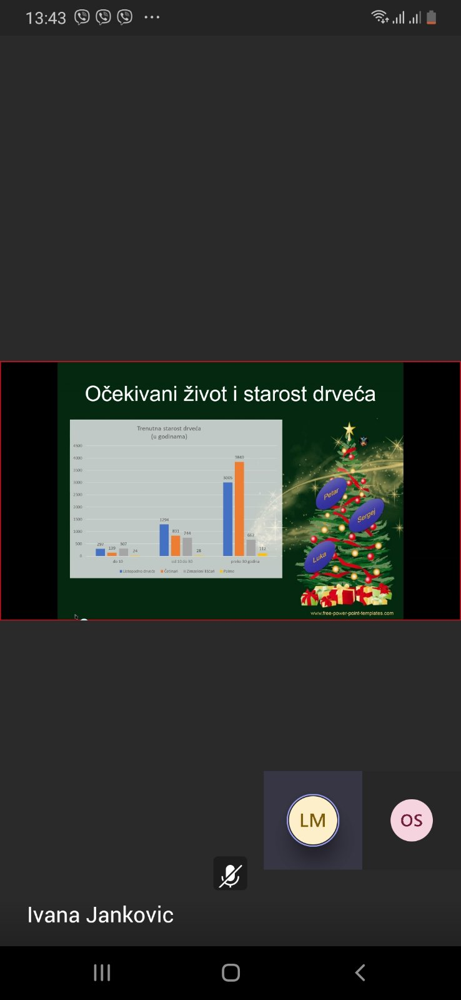 13:43
Očekivani život i starost drveća
Trenutna starost drveća
(u godinama)
4500
4000
3500
3000
2500
2000
1500
1000
500
0
297
139
307
24
1294
831
744
28
3005
3840
662
112
do 10
od 10 do 30
preko 30 godina
Listopadno drveće
Četinari
Zimzeleni lišćari
Palme
Petar
Sergej
Luka
www.free-power-point-templates.com
LM
OS
Ivana Jankovic